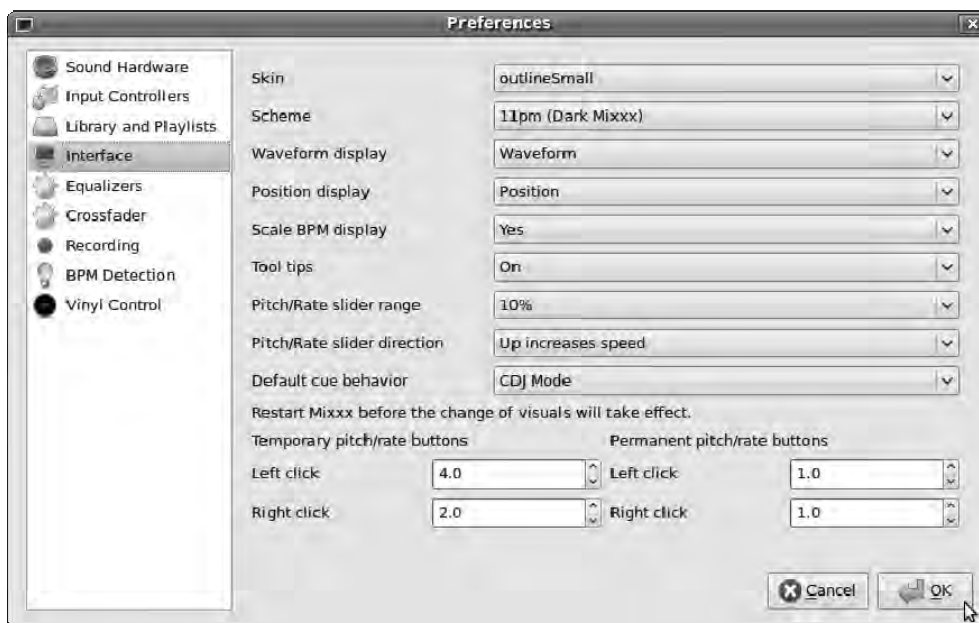 Preferences
Sound Hardware
Input Controllers
Library and Playlists
Interface
Equalizers
Crossfader
Recording
BPM Detection
Vinyl Control
Skin outlineSmall
Scheme 11pm (Dark Mixxx)
Waveform display Waveform
Position display Position
Scale BPM display Yes
Tool tips On
Pitch/Rate slider range 10%
Pitch/Rate slider direction Up increases speed
Default cue behavior CDJ Mode
Restart Mixxx before the change of visuals will take effect.
Temporary pitch/rate buttons Permanent pitch/rate buttons
Left click 4.0 Left click 1.0
Right click 2.0 Right click 1.0
Cancel OK